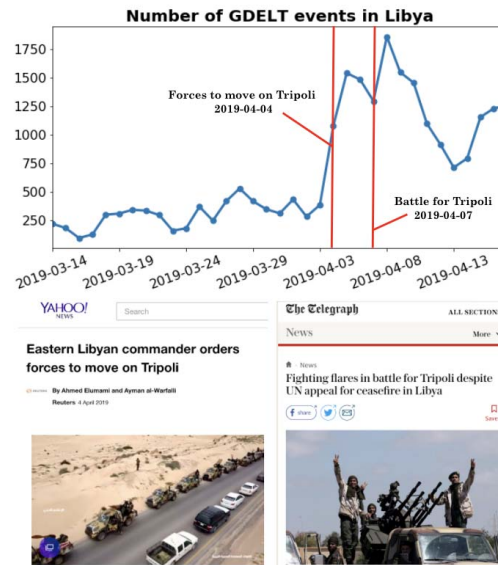 Number of GDELT events in Libya
1750
1500
1250
1000
750
500
250
Forces to move on Tripoli
2019-04-04
Battle for Tripoli
2019-04-07
2019-03-14
2019-03-19
2019-03-24
2019-03-29
2019-04-03
2019-04-08
2019-04-13
YAHOO!
NEWS
Search
Eastern Libyan commander orders
forces to move on Tripoli
By Ahmed Elumami and Ayman al-Warfalli
Reuters 4 April 2019
The Telegraph
ALL SECTION
News
More
News
Fighting flares in battle for Tripoli despite
UN appeal for ceasefire in Libya
share
Save